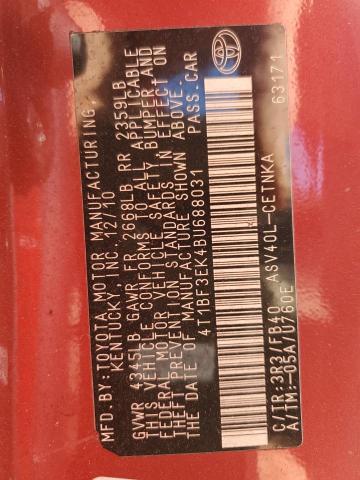 MFD.BY:TOYOTA MOTOR MANUFACTURING,
KENTUCKY, INC 12/10
GVWR 4345LB GAWR FR 2668LB RR 2359LB
THIS VEHICLE CONFORMS TO ALL APPLICABLE
FEDERAL MOTOR VEHICLE SAFETY, BUMPER,AND
THEFT PREVENTION STANDARDS IN EFFECT ON
THE DATE OF MANUFACTURE SHOWN ABOVE.
4T1BF3EK4BU688031 PASS.CAR
C/TR:3R3/FB40 ASV40L-CETNKA
A/TM:-05A/U760E 63171